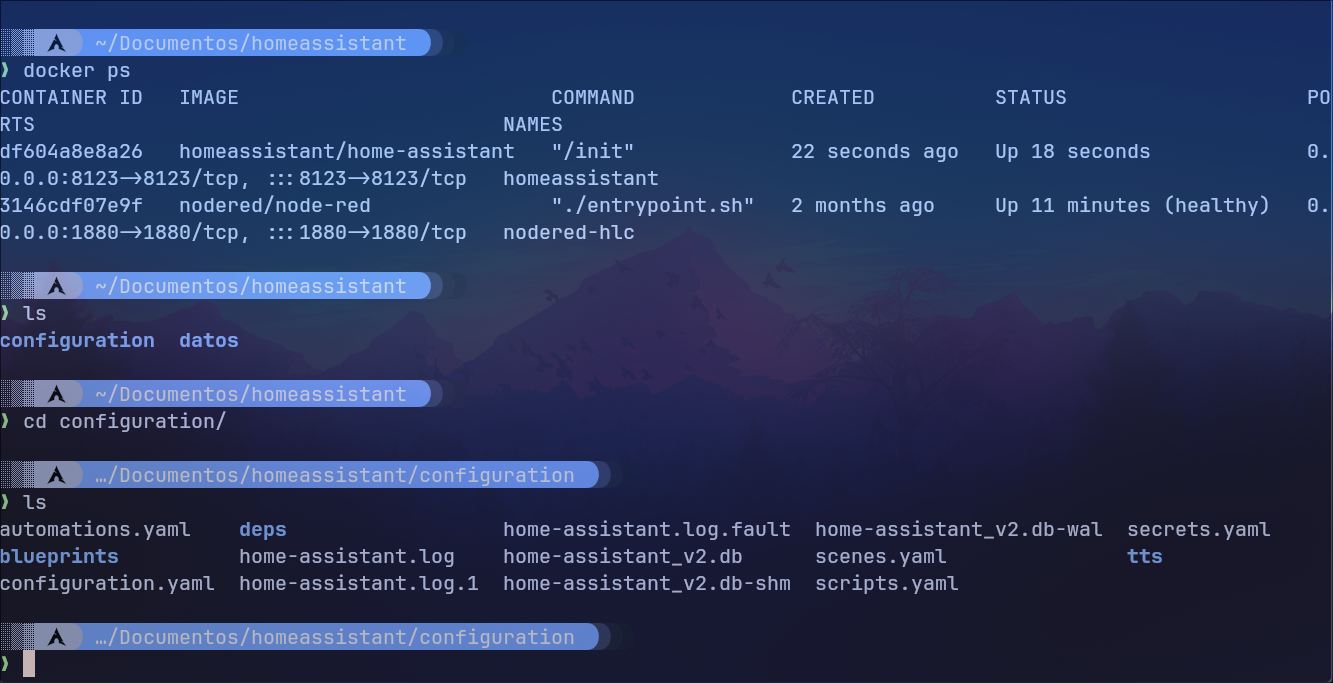 ~/Documentos/homeassistant
❯ docker ps
CONTAINER ID   IMAGE                          COMMAND             CREATED          STATUS                    PO
RTS                                       NAMES
df604a8e8a26   homeassistant/home-assistant   "/init"             22 seconds ago   Up 18 seconds             0.
0.0.0:8123->8123/tcp, :::8123->8123/tcp   homeassistant
3146cdf07e9f   nodered/node-red               "./entrypoint.sh"   2 months ago     Up 11 minutes (healthy)   0.
0.0.0:1880->1880/tcp, :::1880->1880/tcp   nodered-hlc
~/Documentos/homeassistant
❯ ls
configuration  datos
~/Documentos/homeassistant
❯ cd configuration/
…/Documentos/homeassistant/configuration
❯ ls
automations.yaml    deps                  home-assistant.log.fault  home-assistant_v2.db-wal  secrets.yaml
blueprints          home-assistant.log    home-assistant_v2.db      scenes.yaml               tts
configuration.yaml  home-assistant.log.1  home-assistant_v2.db-shm  scripts.yaml
…/Documentos/homeassistant/configuration
❯